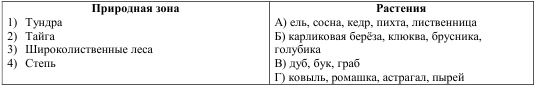 Природная зона
Растения
1) Тундра
2) Тайга
3) Широколиственные леса
4) Степь
А) ель, сосна, кедр, пихта, лиственница
Б) карликовая берёза, клюква, брусника,
голубика
В) дуб, бук, граб
Г) ковыль, ромашка, астрагал, пырей